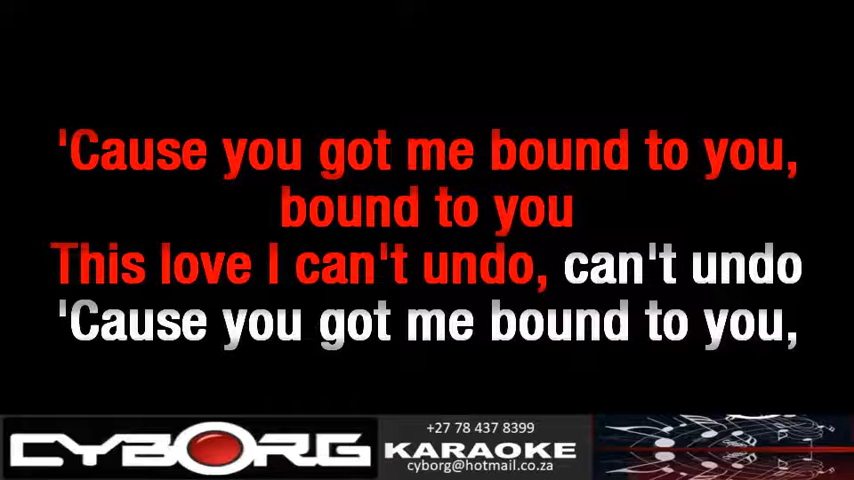 'Cause you got me bound to you,
bound to you
This love I can't undo, can't undo
'Cause you got me bound to you,
CYBORG
+27 78 437 8399
KARAOKE
cyborg@hotmail.co.za